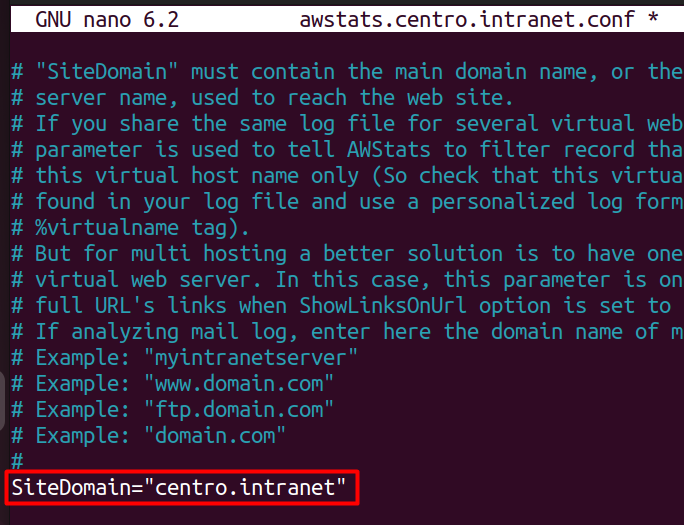 GNU nano 6.2 awstats.centro.intranet.conf *
# "SiteDomain" must contain the main domain name, or the
# server name, used to reach the web site.
# If you share the same log file for several virtual web
# parameter is used to tell AWStats to filter record tha
# this virtual host name only (So check that this virtua
# found in your log file and use a personalized log form
# %virtualname tag).
# But for multi hosting a better solution is to have one
# virtual web server. In this case, this parameter is on
# full URL's links when ShowLinksOnUrl option is set to
# If analyzing mail log, enter here the domain name of m
# Example: "myintranetserver"
# Example: "www.domain.com"
# Example: "ftp.domain.com"
# Example: "domain.com"
#
SiteDomain="centro.intranet"